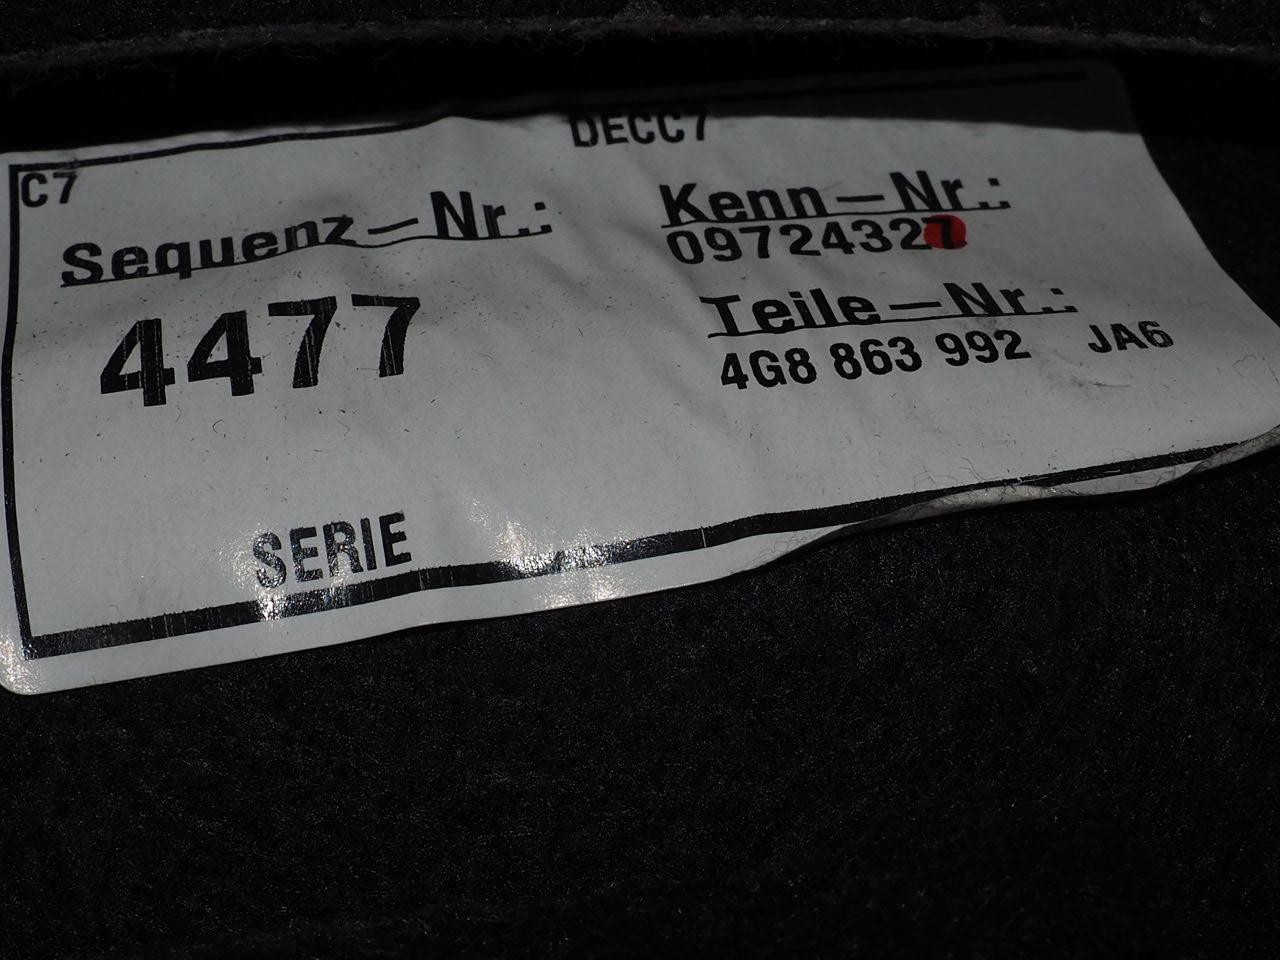 DECC7
C7
Sequenz-Nr.:
4477
Kenn-Nr.:
09724327
Teile-Nr.:
4G8 863 992 JA6
SERIE